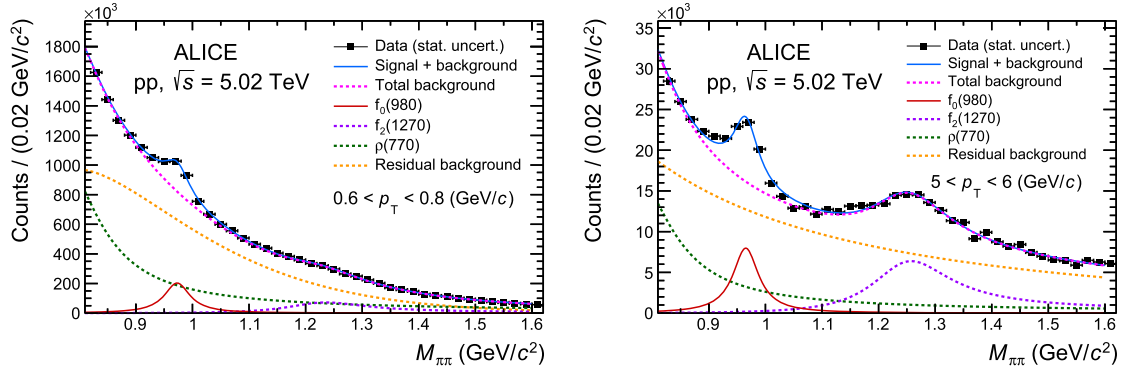 ×10³
1800
1600
1400
1200
1000
800
600
400
200
0
Counts / (0.02 GeV/c²)
ALICE
pp, √s = 5.02 TeV
Data (stat. uncert.)
Signal + background
Total background
f₀(980)
f₂(1270)
ρ(770)
Residual background
0.6 < p_T < 0.8 (GeV/c)
0.9 1 1.1 1.2 1.3 1.4 1.5 1.6
M_ππ (GeV/c²)
×10³
35
30
25
20
15
10
5
0
Counts / (0.02 GeV/c²)
ALICE
pp, √s = 5.02 TeV
Data (stat. uncert.)
Signal + background
Total background
f₀(980)
f₂(1270)
ρ(770)
Residual background
5 < p_T < 6 (GeV/c)
0.9 1 1.1 1.2 1.3 1.4 1.5 1.6
M_ππ (GeV/c²)